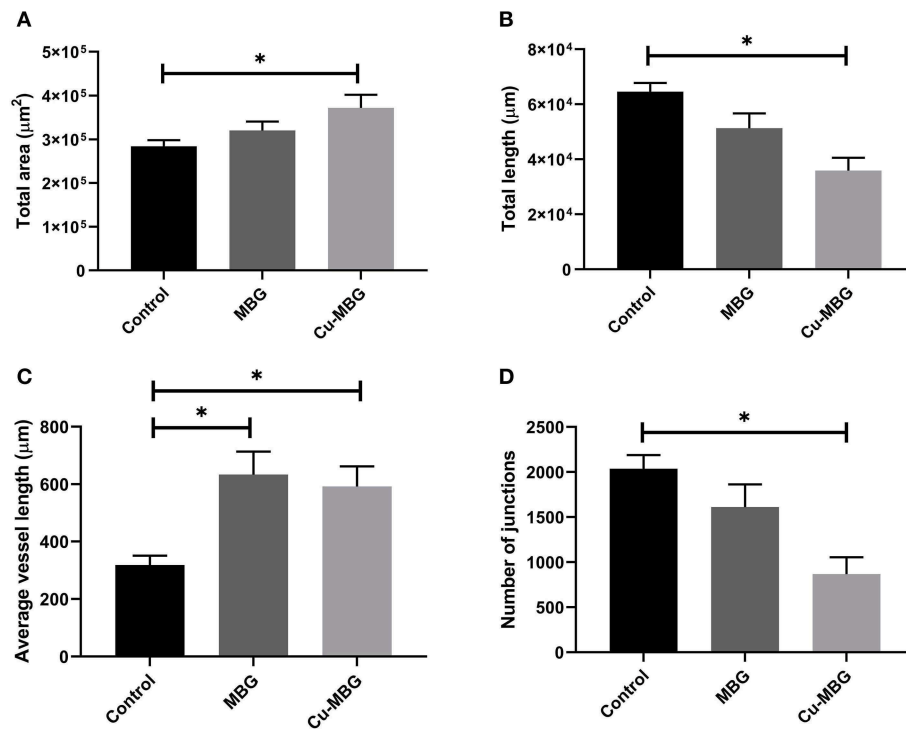 A
Total area (μm²)
5×10⁵
4×10⁵
3×10⁵
2×10⁵
1×10⁵
0
*
Control
MBG
Cu-MBG
B
Total length (μm)
8×10⁴
6×10⁴
4×10⁴
2×10⁴
0
*
Control
MBG
Cu-MBG
C
Average vessel length (μm)
800
600
400
200
0
*
*
Control
MBG
Cu-MBG
D
Number of junctions
2500
2000
1500
1000
500
0
*
Control
MBG
Cu-MBG